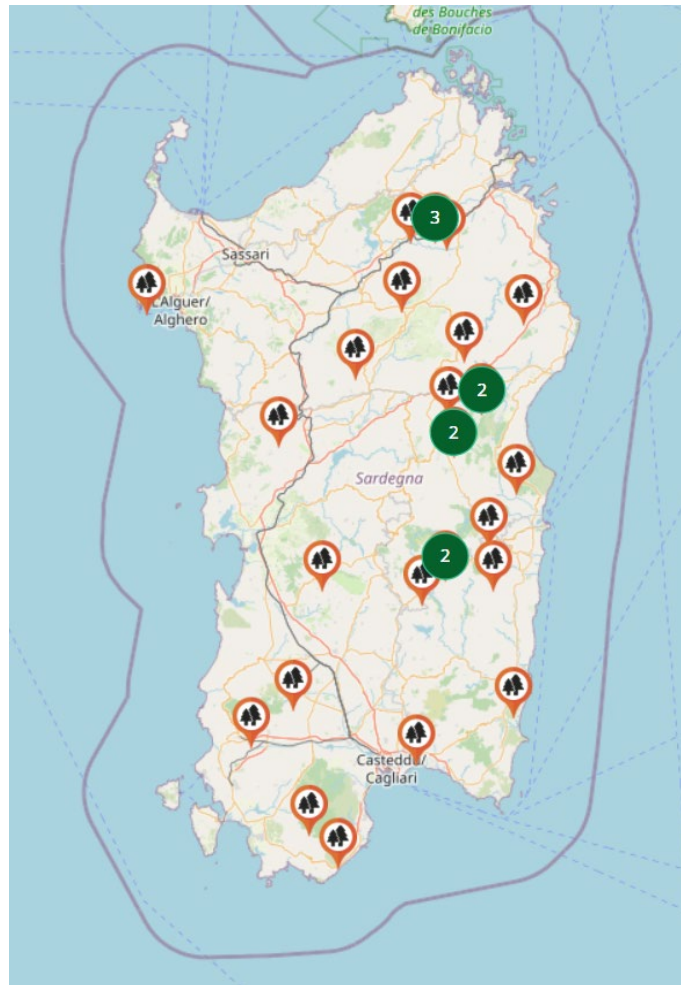 des Bouches
de Bonifacio
3
Sassari
L'Alguer/
Alghero
2
2
Sardegna
2
Casteddu/
Cagliari